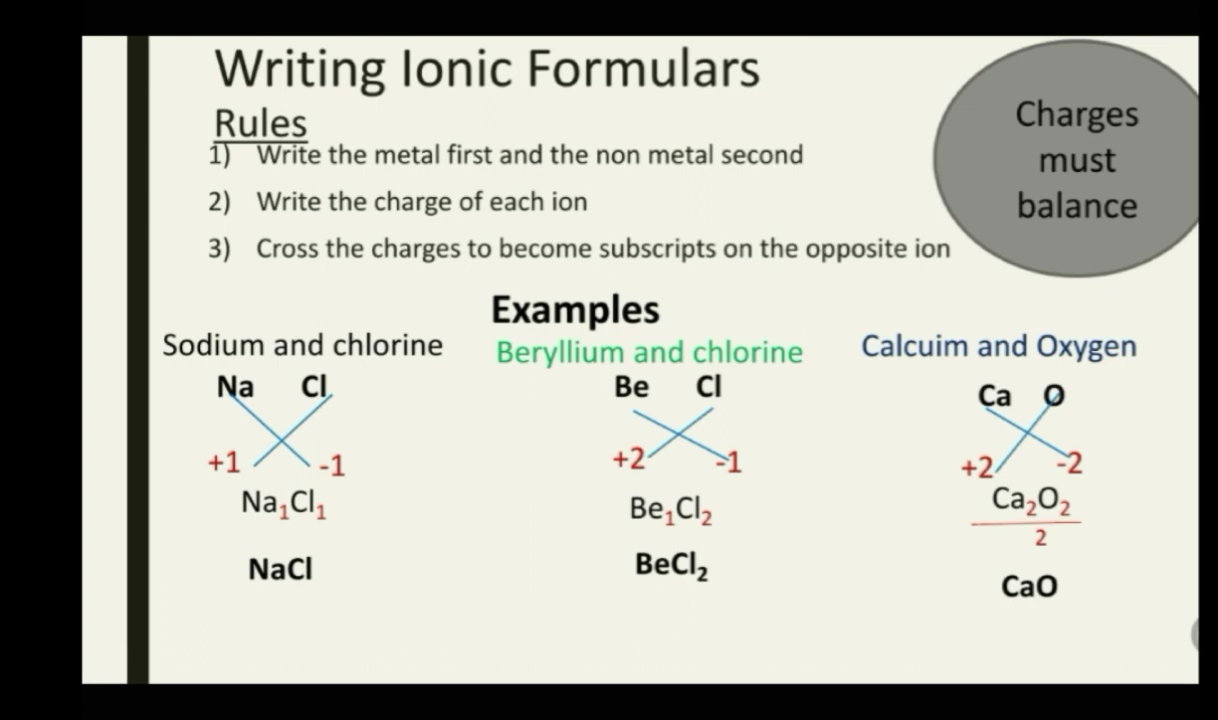 Writing Ionic Formulars
Rules
1) Write the metal first and the non metal second
2) Write the charge of each ion
3) Cross the charges to become subscripts on the opposite ion
Charges
must
balance
Examples
Sodium and chlorine
Na Cl
+1 -1
Na₁Cl₁
NaCl
Beryllium and chlorine
Be Cl
+2 -1
Be₁Cl₂
BeCl₂
Calcuim and Oxygen
Ca O
+2 -2
Ca₂O₂
2
CaO